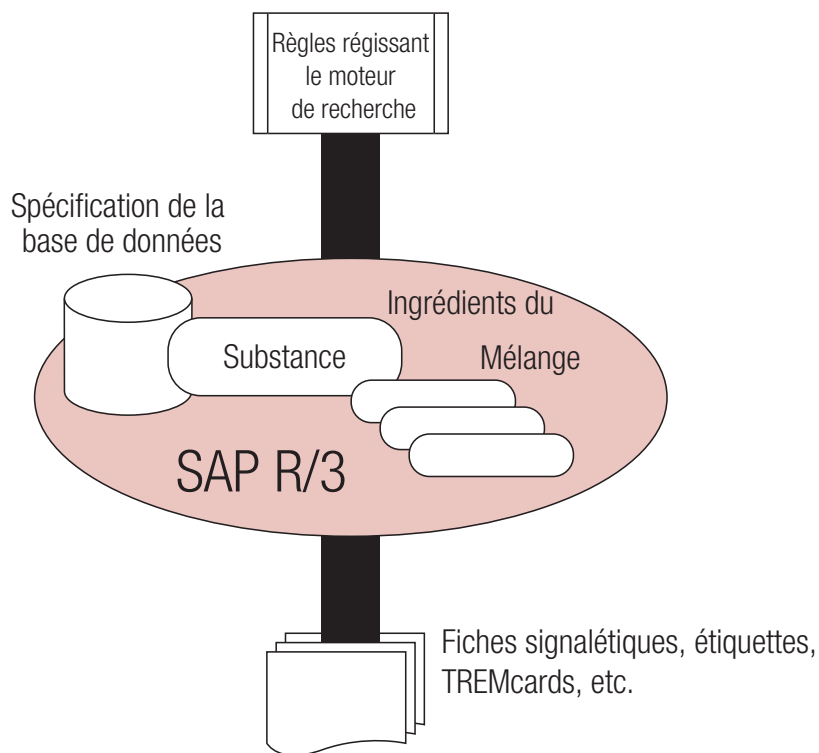 Règles régissant
le moteur
de recherche
Spécification de la
base de données
Ingrédients du
Mélange
Substance
SAP R/3
Fiches signalétiques, étiquettes,
TREMcards, etc.